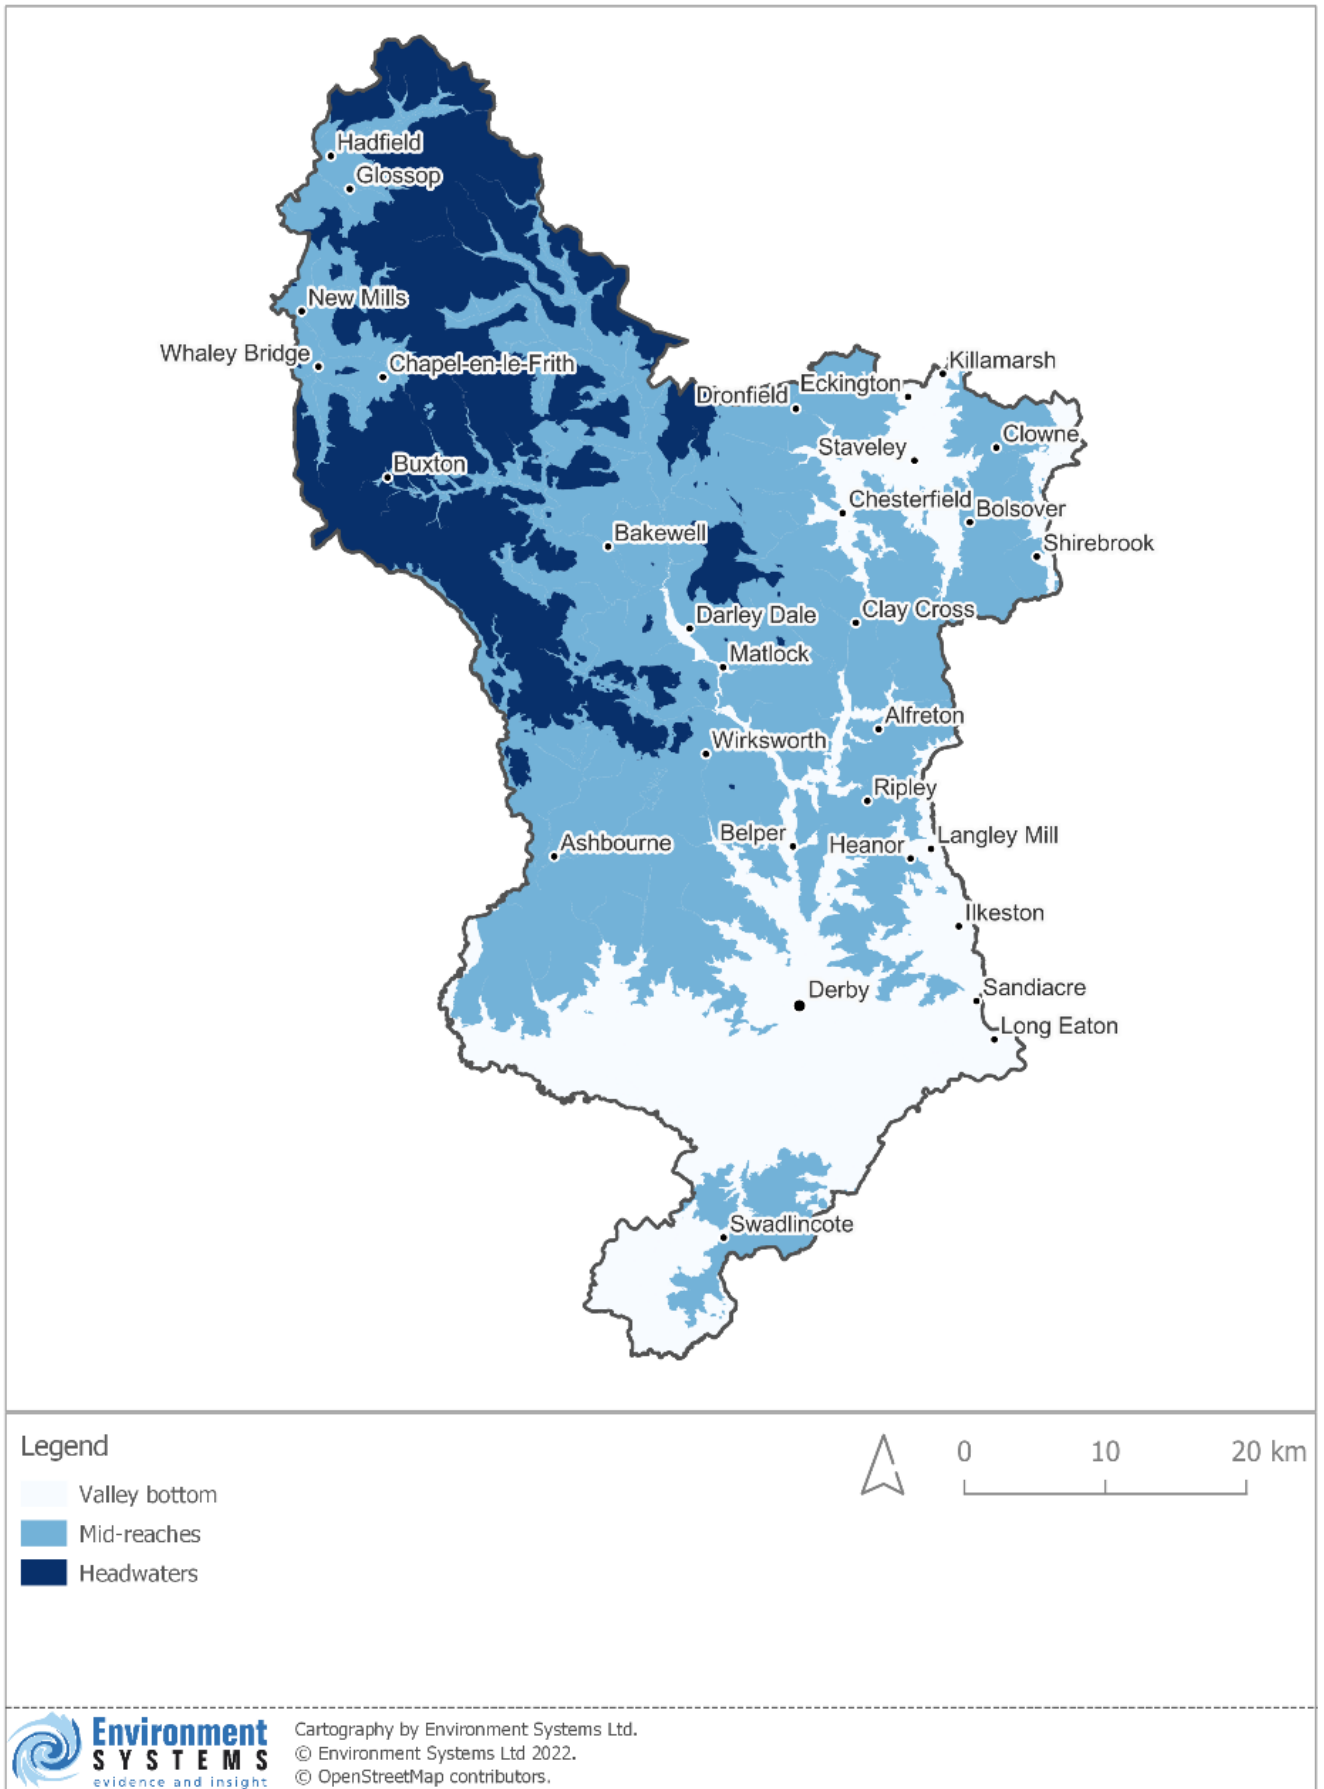 Hadfield
Glossop
New Mills
Whaley Bridge
Chapel-en-le-Frith
Killamarsh
Eckington
Dronfield
Clowne
Staveley
Buxton
Chesterfield
Bolsover
Bakewell
Shirebrook
Darley Dale
Clay Cross
Matlock
Alfreton
Wirksworth
Ripley
Belper
Langley Mill
Ashbourne
Heanor
Ilkeston
Derby
Sandiacre
Long Eaton
Swadlincote
Legend
Valley bottom
Mid-reaches
Headwaters
0 10 20 km
Environment
SYSTEMS
evidence and insight
Cartography by Environment Systems Ltd.
© Environment Systems Ltd 2022.
© OpenStreetMap contributors.